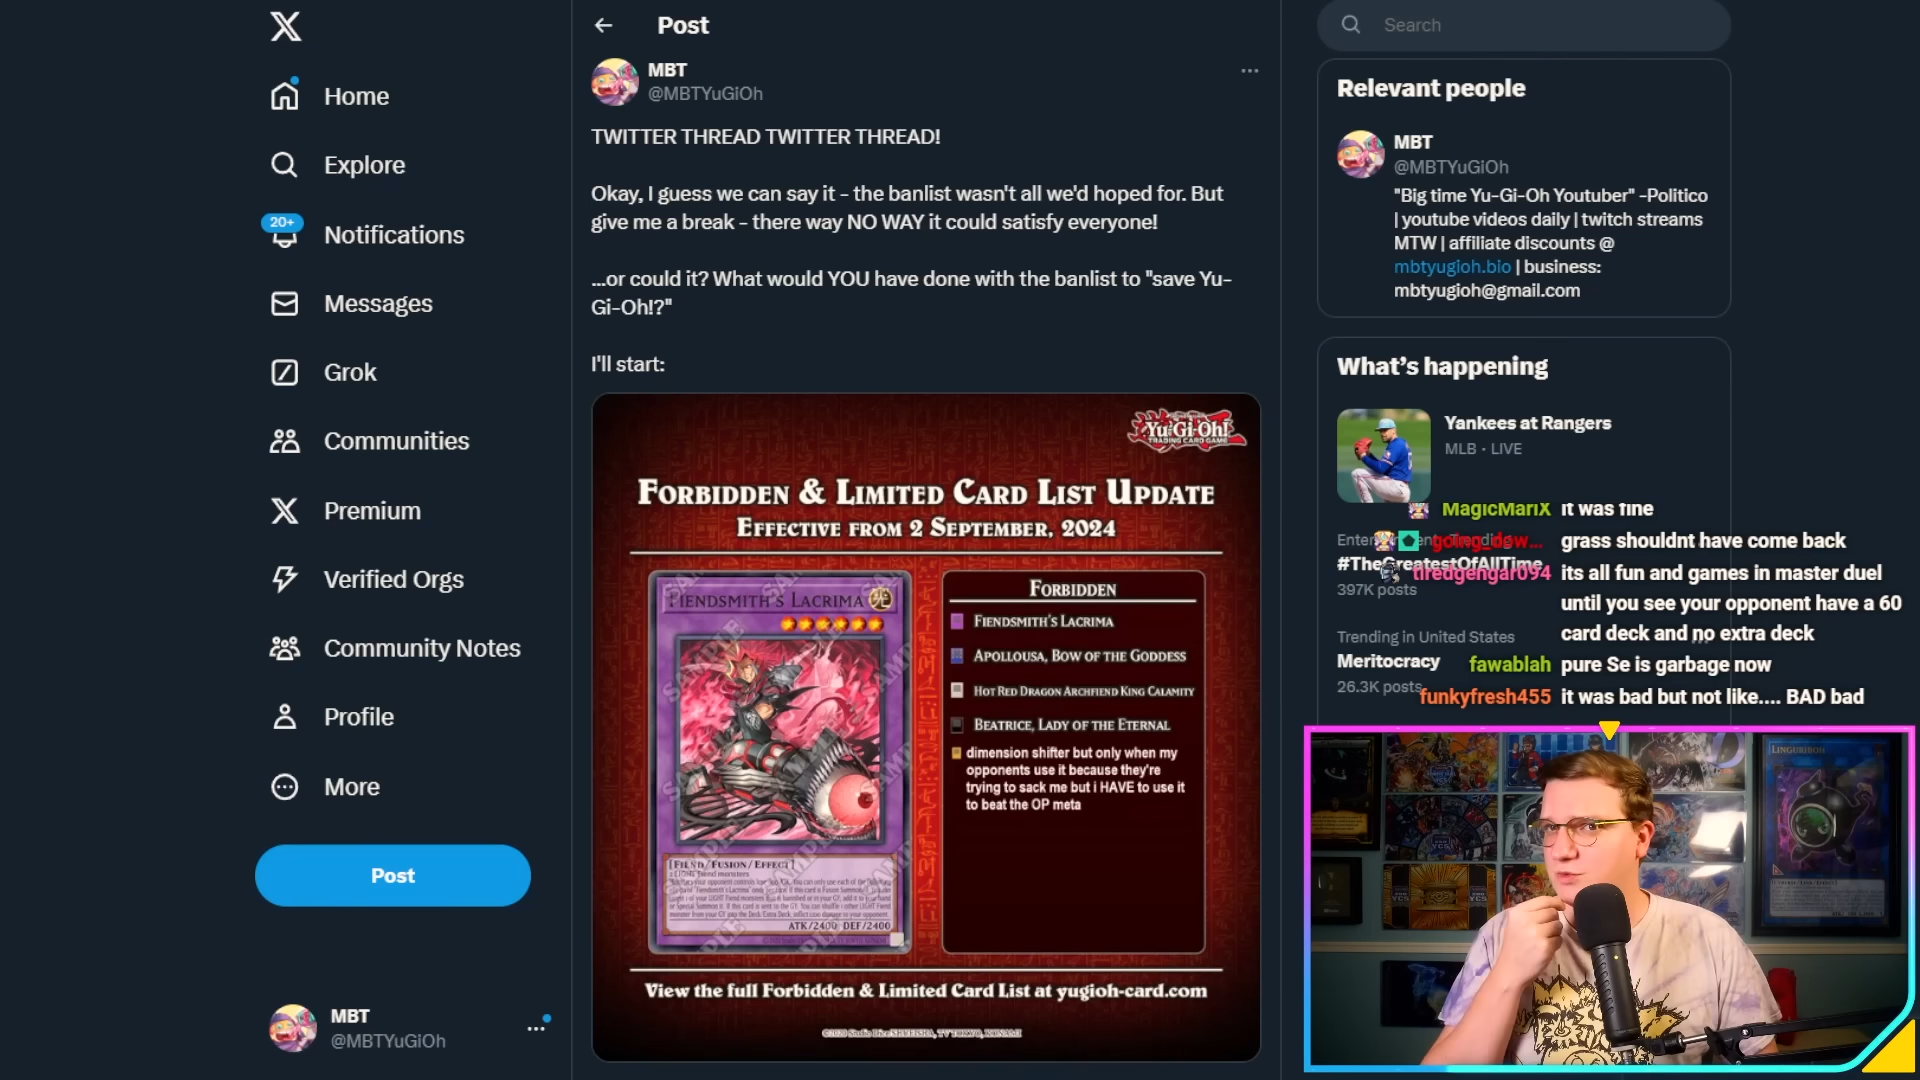 Home
Explore
20+
Notifications
Messages
Grok
Communities
Premium
Verified Orgs
Community Notes
Profile
More
Post
MBT
@MBTYuGiOh
Post
MBT
@MBTYuGiOh
TWITTER THREAD TWITTER THREAD!
Okay, I guess we can say it - the banlist wasn't all we'd hoped for. But
give me a break - there way NO WAY it could satisfy everyone!
...or could it? What would YOU have done with the banlist to "save Yu-
Gi-Oh!?"
I'll start:
Yu-Gi-Oh!
TRADING CARD GAME
FORBIDDEN & LIMITED CARD LIST UPDATE
EFFECTIVE FROM 2 SEPTEMBER, 2024
FIENDSMITH'S LACRIMA
[FIEND/FUSION/EFFECT]
ATK/2400 DEF/2400
FORBIDDEN
FIENDSMITH'S LACRIMA
APOLLOUSA, BOW OF THE GODDESS
HOT RED DRAGON ARCHFIEND KING CALAMITY
BEATRICE, LADY OF THE ETERNAL
dimension shifter but only when my
opponents use it because they're
trying to sack me but i HAVE to use it
to beat the OP meta
View the full Forbidden & Limited Card List at yugioh-card.com
Search
Relevant people
MBT
@MBTYuGiOh
"Big time Yu-Gi-Oh Youtuber" -Politico
| youtube videos daily | twitch streams
MTW | affiliate discounts @
mbtyugioh.bio | business:
mbtyugioh@gmail.com
What's happening
Yankees at Rangers
MLB · LIVE
#TheGreatestOfAllTime
397K posts
Trending in United States
Meritocracy
26.3K posts
MagicMariX it was fine
going_dow... grass shouldnt have come back
tiredgengar094 its all fun and games in master duel
until you see your opponent have a 60
card deck and no extra deck
fawablah pure Se is garbage now
funkyfresh455 it was bad but not like.... BAD bad
LINGURIBOH